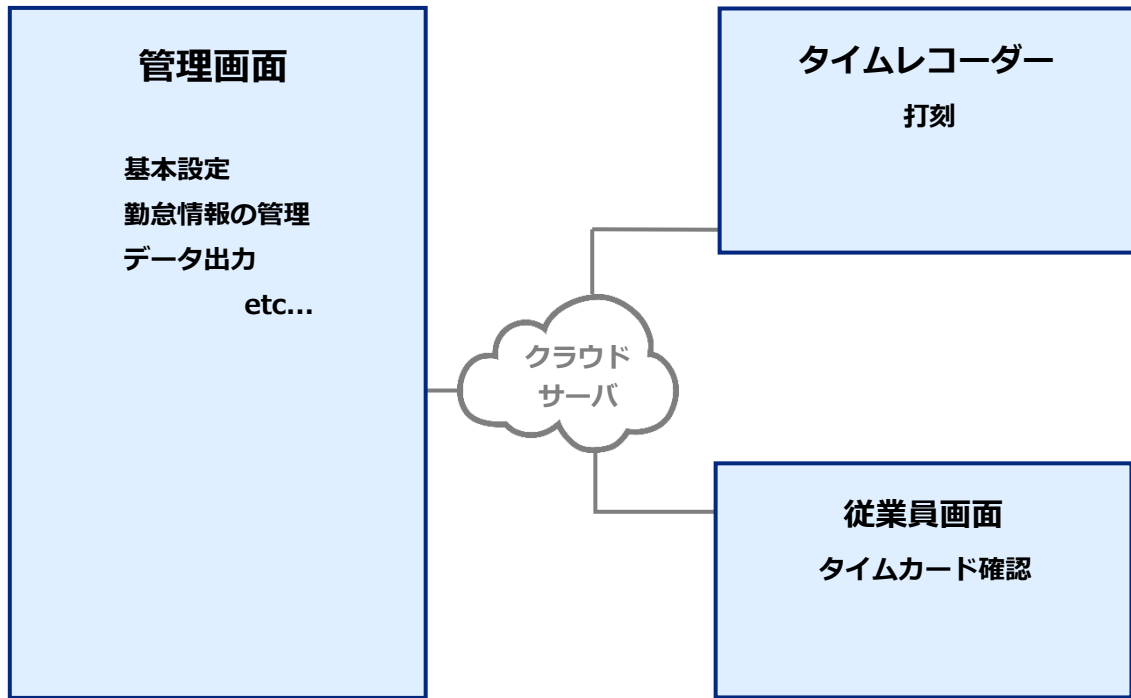 管理画面
基本設定
勤怠情報の管理
データ出力
etc...
タイムレコーダー
打刻
クラウド
サーバ
従業員画面
タイムカード確認